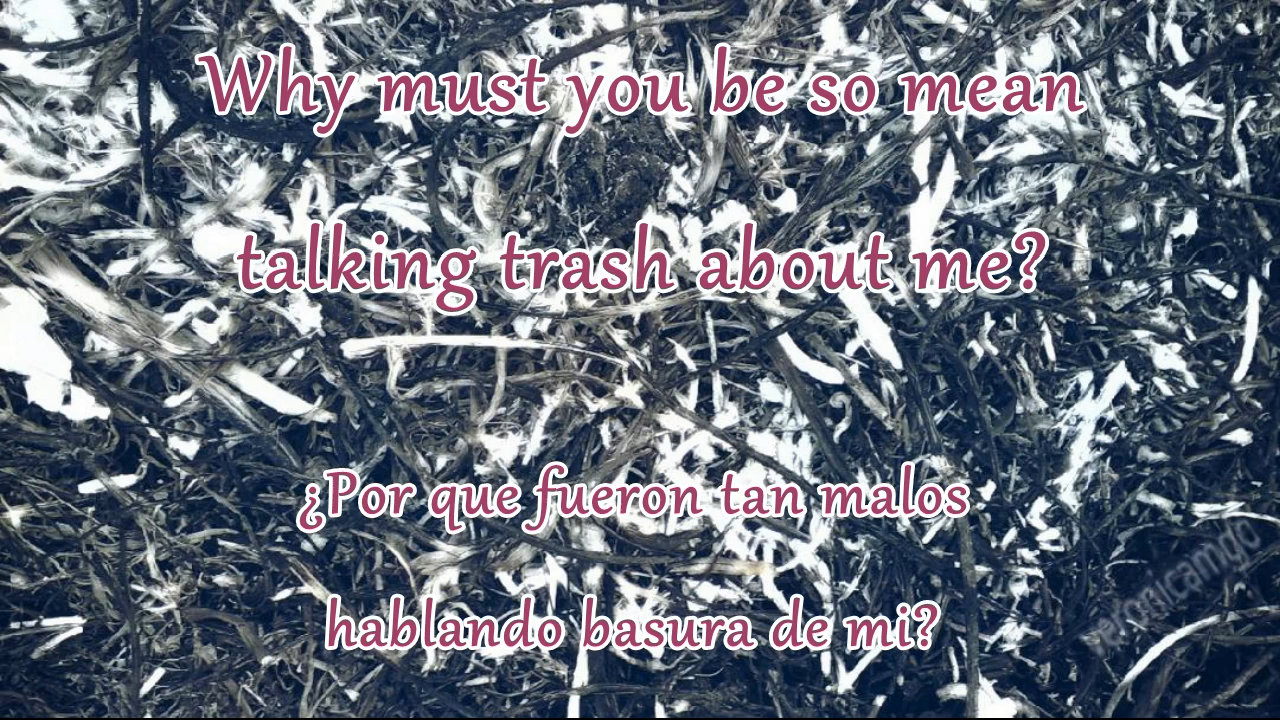 Why must you be so mean
talking trash about me?
¿Por que fueron tan malos
hablando basura de mi?